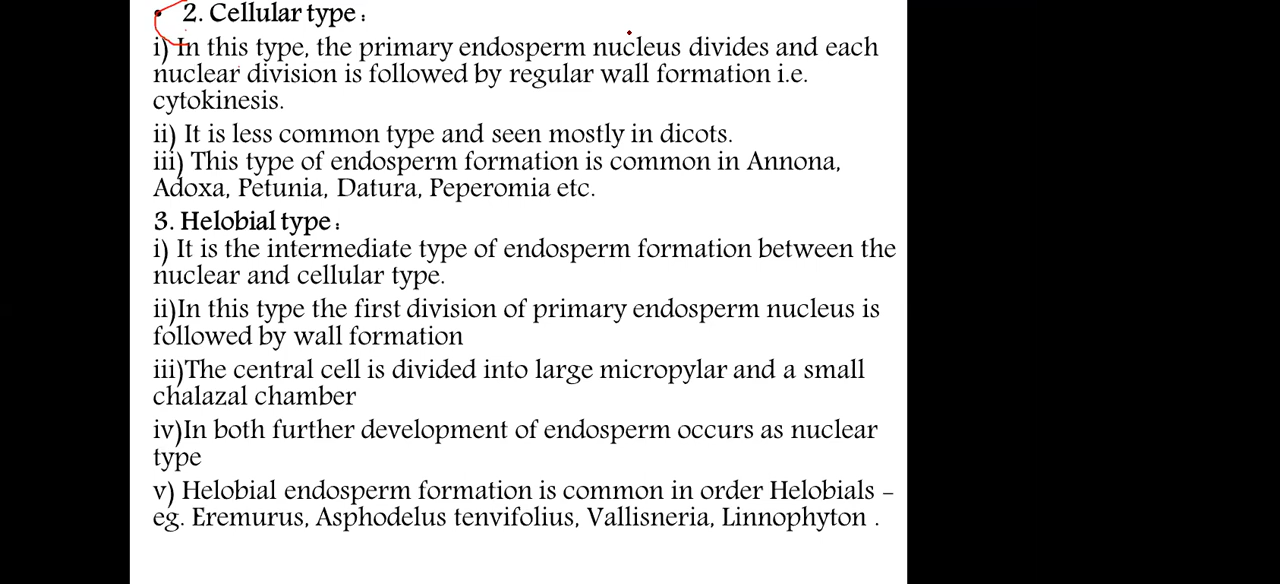 2. Cellular type :
i) In this type, the primary endosperm nucleus divides and each
nuclear division is followed by regular wall formation i.e.
cytokinesis.
ii) It is less common type and seen mostly in dicots.
iii) This type of endosperm formation is common in Annona,
Adoxa, Petunia, Datura, Peperomia etc.
3. Helobial type :
i) It is the intermediate type of endosperm formation between the
nuclear and cellular type.
ii)In this type the first division of primary endosperm nucleus is
followed by wall formation
iii)The central cell is divided into large micropylar and a small
chalazal chamber
iv)In both further development of endosperm occurs as nuclear
type
v) Helobial endosperm formation is common in order Helobials –
eg. Eremurus, Asphodelus tenvifolius, Vallisneria, Linnophyton .